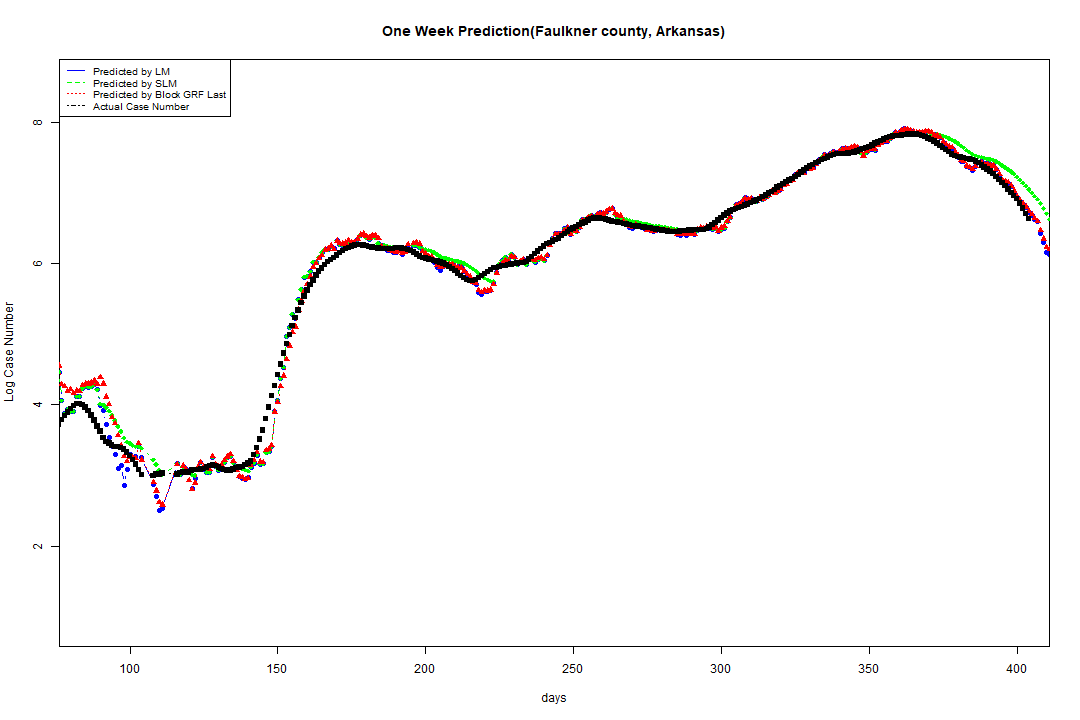 One Week Prediction(Faulkner county, Arkansas)
Predicted by LM
Predicted by SLM
Predicted by Block GRF Last
Actual Case Number
8
6
4
2
Log Case Number
100 150 200 250 300 350 400
days